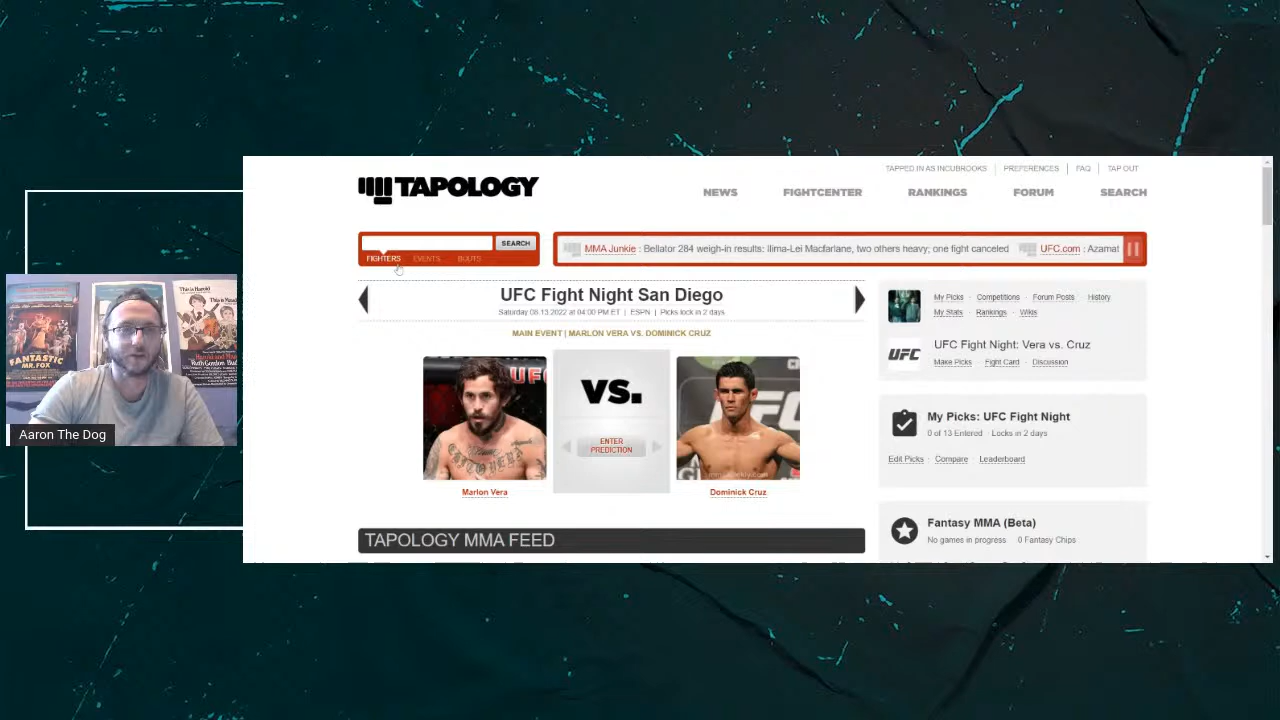 TAPPED IN AS INCUBROOKS
PREFERENCES
FAQ
TAP OUT
TAPOLOGY
NEWS
FIGHTCENTER
RANKINGS
FORUM
SEARCH
SEARCH
FIGHTERS
EVENTS
BOUTS
MMA Junkie : Bellator 284 weigh-in results: Ilima-Lei Macfarlane, two others heavy; one fight canceled
UFC.com : Azamat
UFC Fight Night San Diego
Saturday 08.13.2022 at 04:00 PM ET | ESPN | Picks lock in 2 days
MAIN EVENT | MARLON VERA VS. DOMINICK CRUZ
VS.
ENTER
PREDICTION
Marlon Vera
Dominick Cruz
TAPOLOGY MMA FEED
My Picks · Competitions · Forum Posts · History
My Stats · Rankings · Wikis
UFC
UFC Fight Night: Vera vs. Cruz
Make Picks · Fight Card · Discussion
My Picks: UFC Fight Night
0 of 13 Entered · Locks in 2 days
Edit Picks · Compare · Leaderboard
Fantasy MMA (Beta)
No games in progress 0 Fantasy Chips
FANTASTIC
MR. FOX
Aaron The Dog